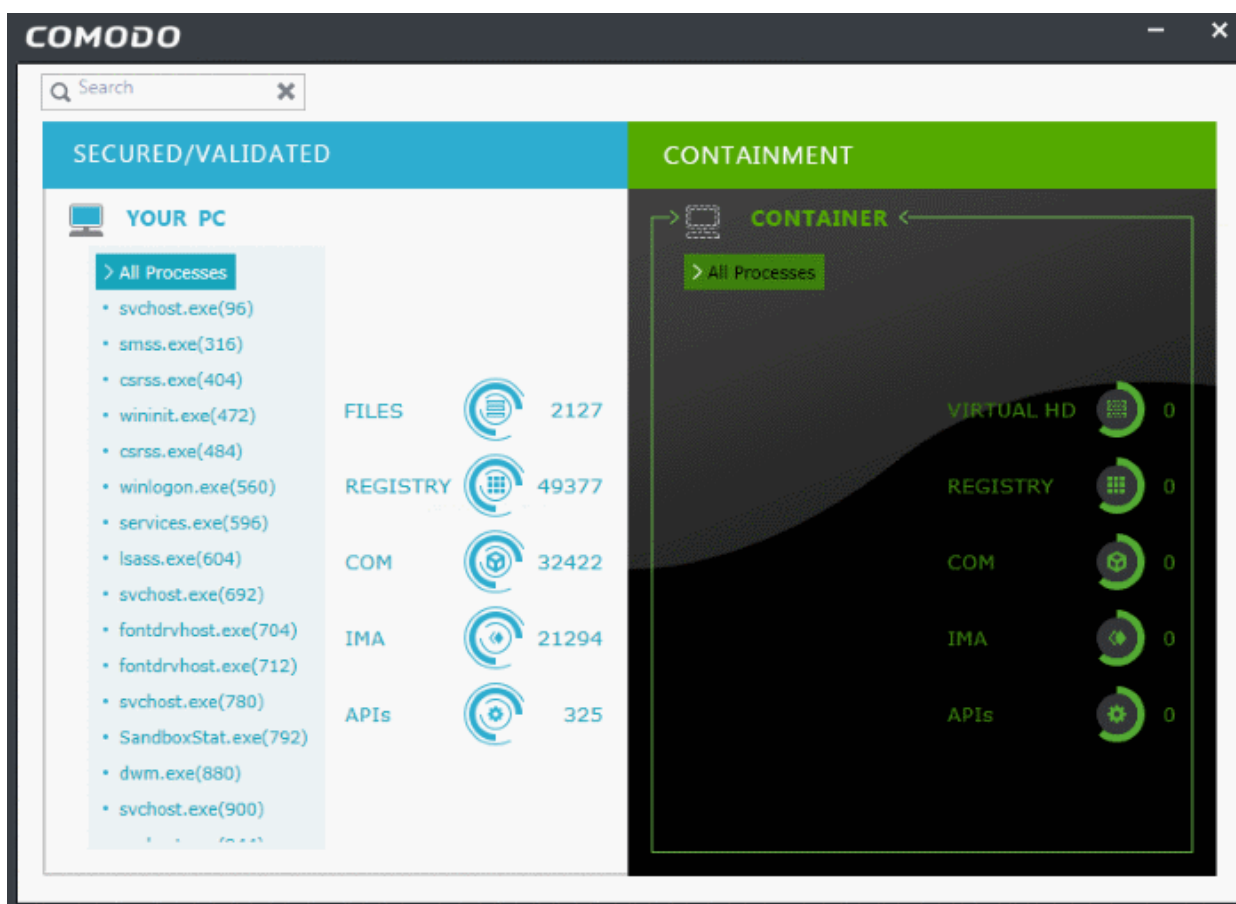 COMODO
Search
SECURED/VALIDATED
YOUR PC
All Processes
svchost.exe(96)
smss.exe(316)
csrss.exe(404)
wininit.exe(472)
csrss.exe(484)
winlogon.exe(560)
services.exe(596)
lsass.exe(604)
svchost.exe(692)
fontdrvhost.exe(704)
fontdrvhost.exe(712)
svchost.exe(780)
SandboxStat.exe(792)
dwm.exe(880)
svchost.exe(900)
FILES 2127
REGISTRY 49377
COM 32422
IMA 21294
APIs 325
CONTAINMENT
CONTAINER
All Processes
VIRTUAL HD 0
REGISTRY 0
COM 0
IMA 0
APIs 0